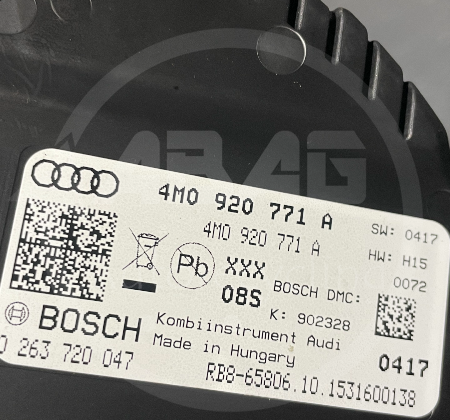 ABAG
4M0 920 771 A
4M0 920 771 A
SW: 0417
HW: H15
0072
Pb
XXX
08S
BOSCH DMC:
K: 902328
BOSCH
Kombiinstrument Audi
Made in Hungary
0417
0 263 720 047
RB8-65806.10.1531600138